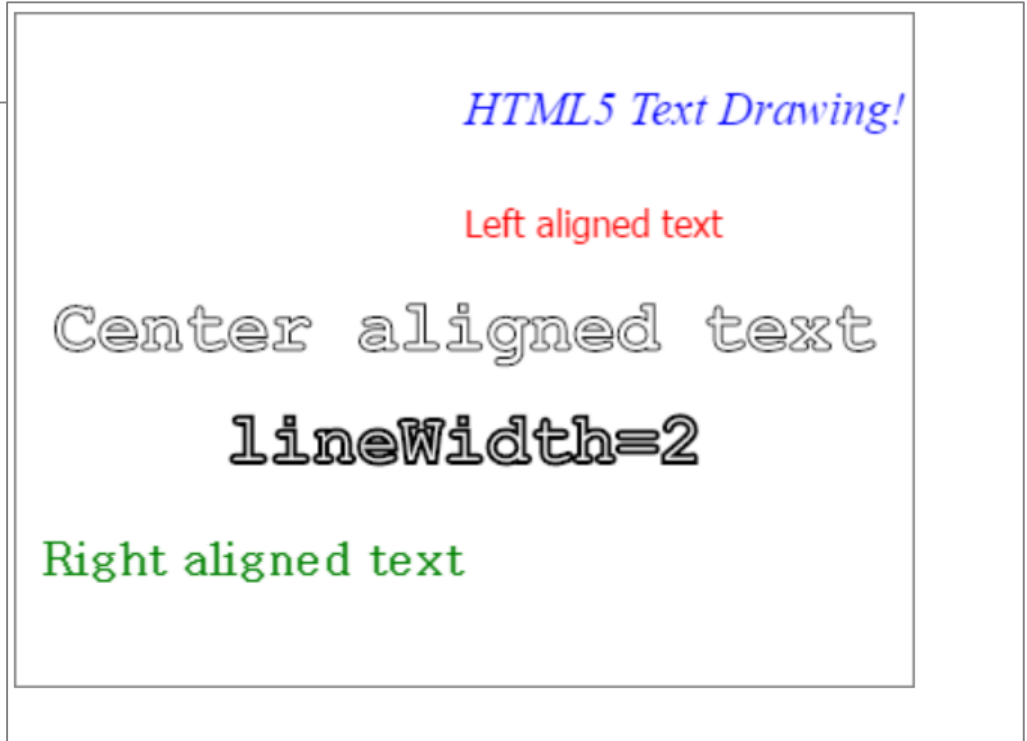 HTML5 Text Drawing!
Left aligned text
Center aligned text
lineWidth=2
Right aligned text